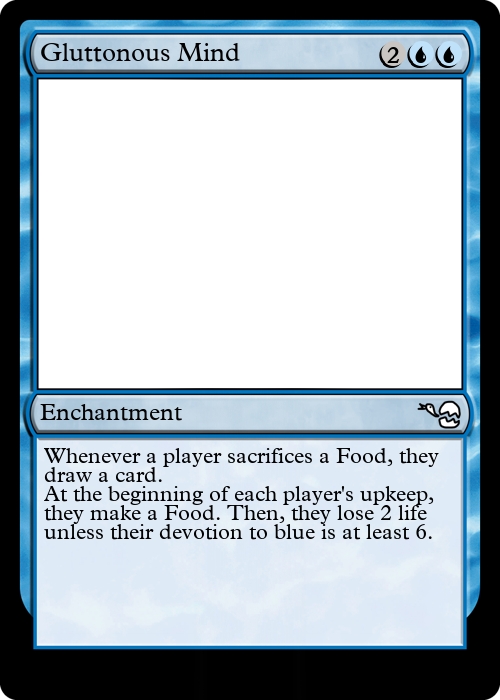 Gluttonous Mind 2
Enchantment
Whenever a player sacrifices a Food, they
draw a card.
At the beginning of each player's upkeep,
they make a Food. Then, they lose 2 life
unless their devotion to blue is at least 6.